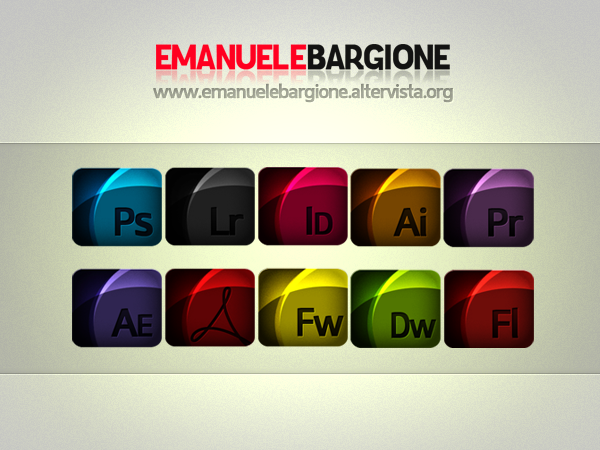 EMANUELEBARGIONE
www.emanuelebargione.altervista.org
Ps Lr ID Ai Pr
AE Fw Dw Fl